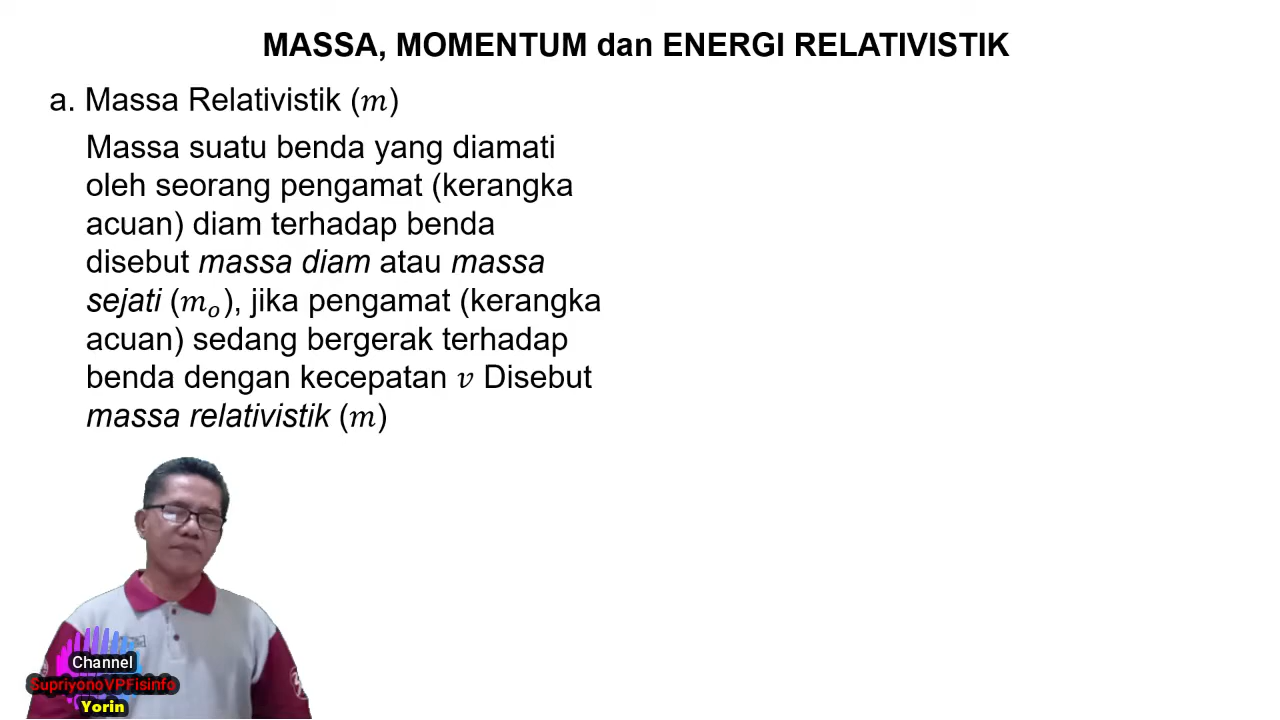 MASSA, MOMENTUM dan ENERGI RELATIVISTIK
a. Massa Relativistik (𝑚)
Massa suatu benda yang diamati
oleh seorang pengamat (kerangka
acuan) diam terhadap benda
disebut massa diam atau massa
sejati (𝑚ₒ), jika pengamat (kerangka
acuan) sedang bergerak terhadap
benda dengan kecepatan 𝑣 Disebut
massa relativistik (𝑚)
Channel
SupriyonoVPFisinfo
Yorin